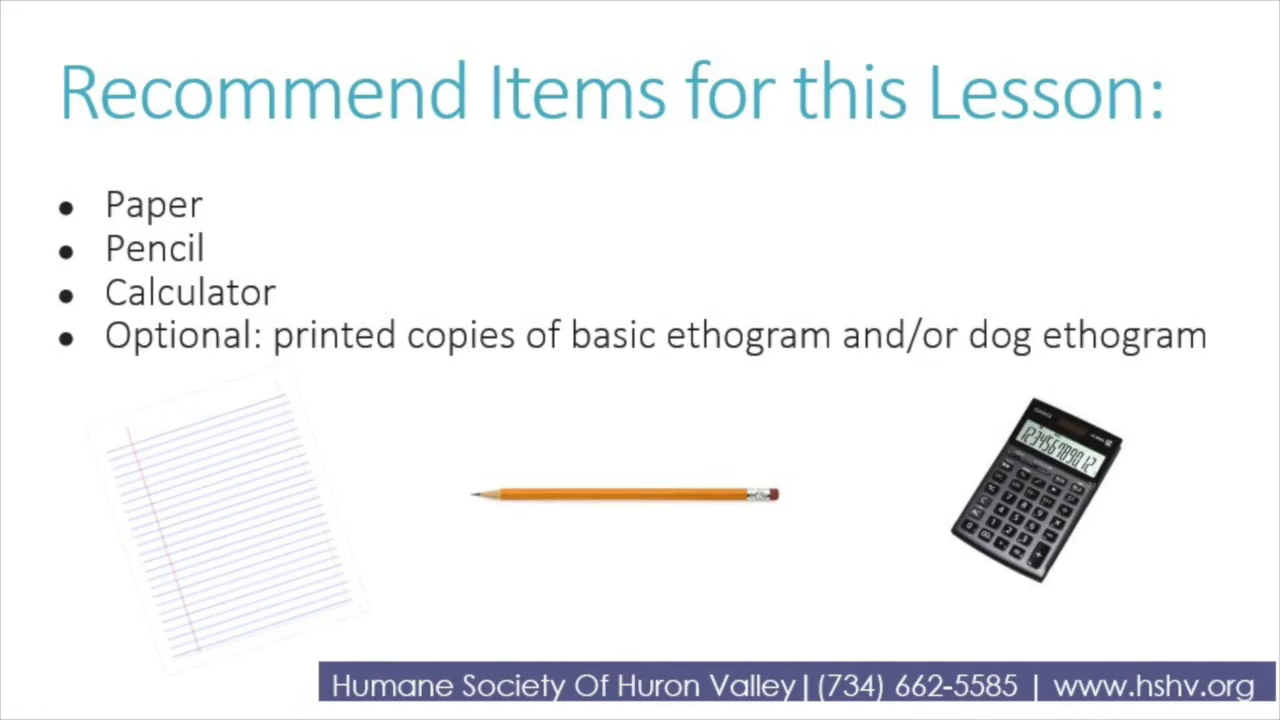 Recommend Items for this Lesson:
● Paper
● Pencil
● Calculator
● Optional: printed copies of basic ethogram and/or dog ethogram
123456789012
Humane Society Of Huron Valley | (734) 662-5585 | www.hshv.org